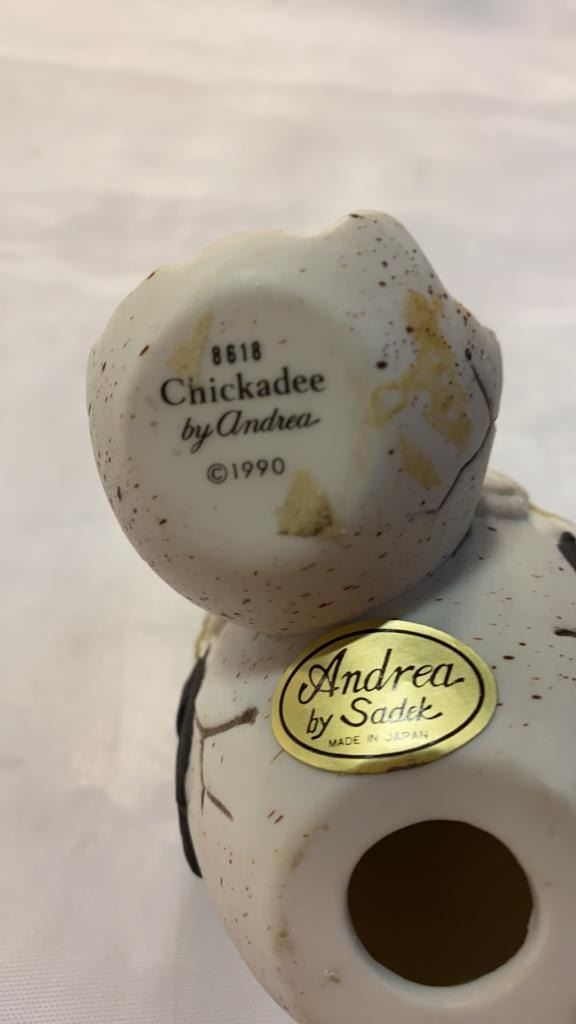 8618
Chickadee
by Andrea
©1990
Andrea
by Sadek
MADE IN JAPAN